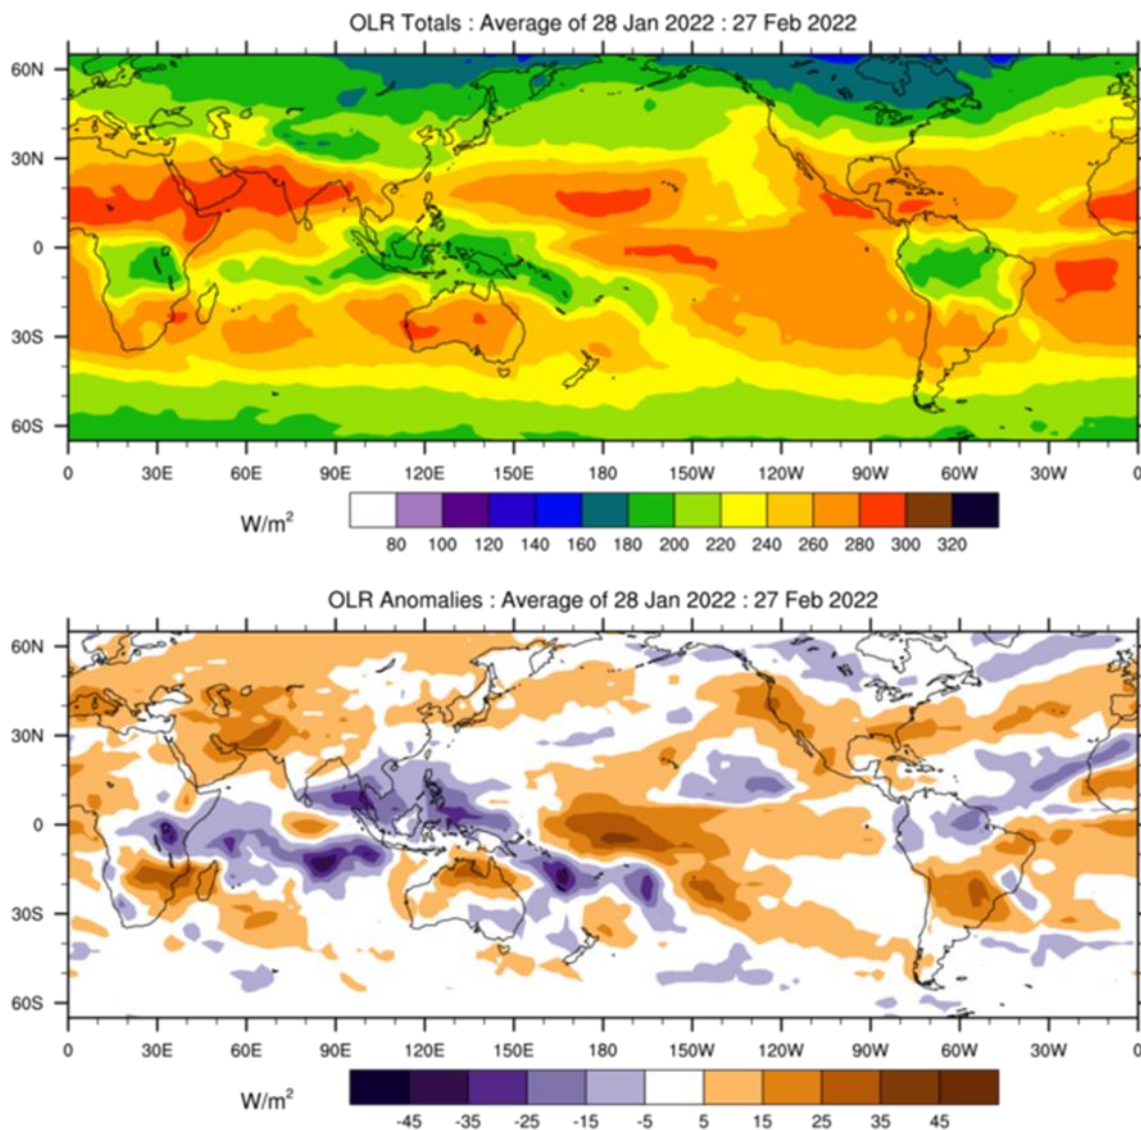 OLR Totals : Average of 28 Jan 2022 : 27 Feb 2022
60N
30N
0
30S
60S
0 30E 60E 90E 120E 150E 180 150W 120W 90W 60W 30W 0
W/m²
80 100 120 140 160 180 200 220 240 260 280 300 320
OLR Anomalies : Average of 28 Jan 2022 : 27 Feb 2022
60N
30N
0
30S
60S
0 30E 60E 90E 120E 150E 180 150W 120W 90W 60W 30W 0
W/m²
-45 -35 -25 -15 -5 5 15 25 35 45